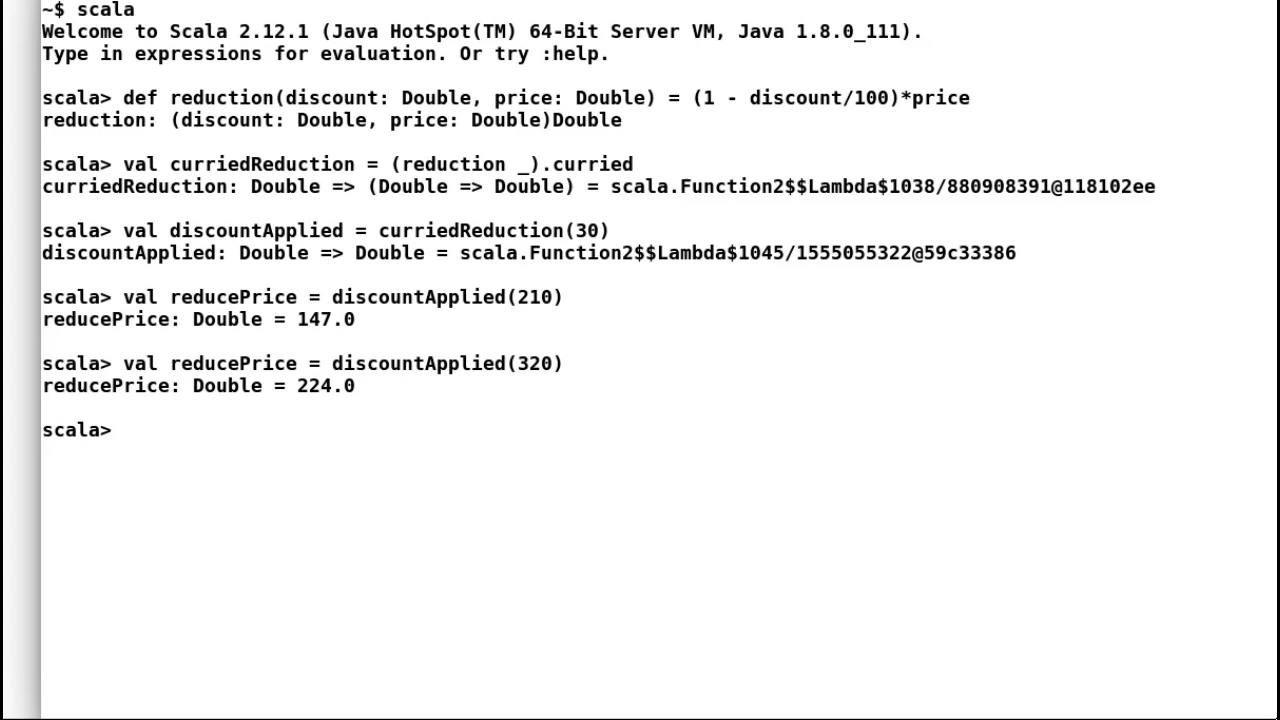 ~$ scala
Welcome to Scala 2.12.1 (Java HotSpot(TM) 64-Bit Server VM, Java 1.8.0_111).
Type in expressions for evaluation. Or try :help.
scala> def reduction(discount: Double, price: Double) = (1 - discount/100)*price
reduction: (discount: Double, price: Double)Double
scala> val curriedReduction = (reduction _).curried
curriedReduction: Double => (Double => Double) = scala.Function2$$Lambda$1038/880908391@118102ee
scala> val discountApplied = curriedReduction(30)
discountApplied: Double => Double = scala.Function2$$Lambda$1045/1555055322@59c33386
scala> val reducePrice = discountApplied(210)
reducePrice: Double = 147.0
scala> val reducePrice = discountApplied(320)
reducePrice: Double = 224.0
scala>